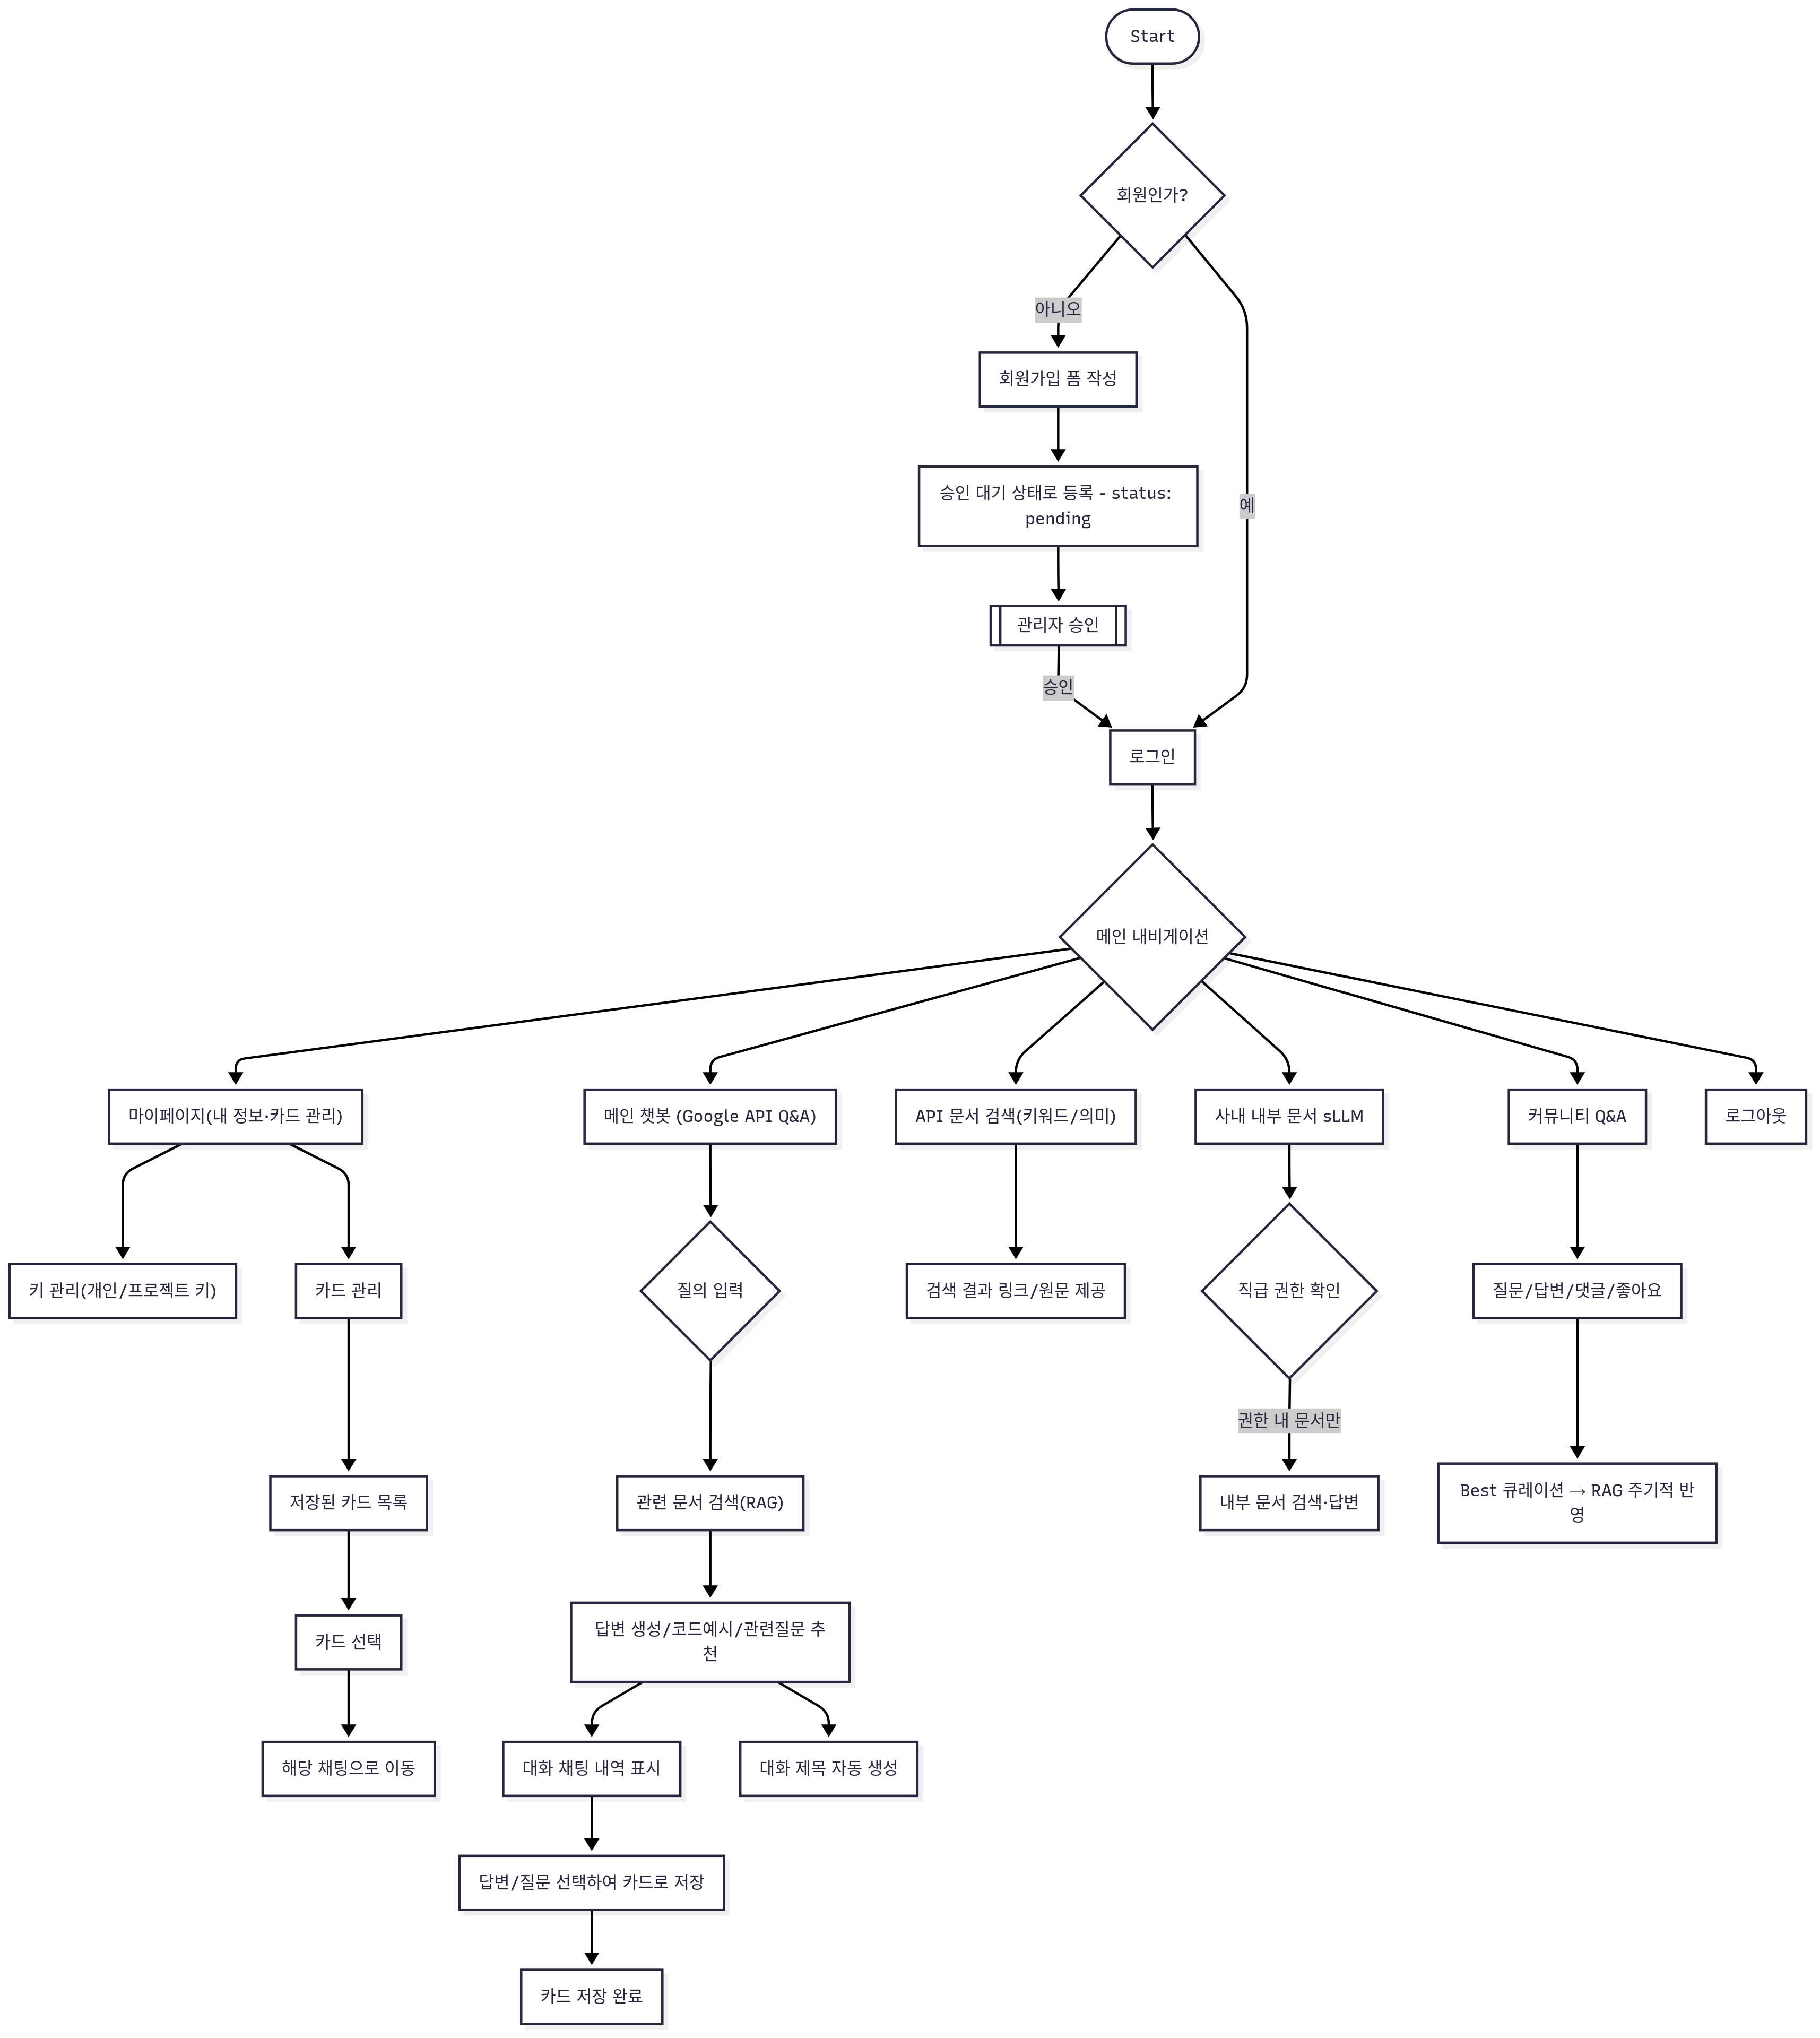 Start
회원인가?
아니오
회원가입 폼 작성
승인 대기 상태로 등록 - status:
pending
예
관리자 승인
승인
로그인
메인 내비게이션
마이페이지(내 정보·카드 관리)
메인 챗봇 (Google API Q&A)
API 문서 검색(키워드/의미)
사내 내부 문서 sLLM
커뮤니티 Q&A
로그아웃
키 관리(개인/프로젝트 키)
카드 관리
질의 입력
검색 결과 링크/원문 제공
직급 권한 확인
질문/답변/댓글/좋아요
권한 내 문서만
저장된 카드 목록
관련 문서 검색(RAG)
내부 문서 검색·답변
Best 큐레이션 → RAG 주기적 반
영
카드 선택
답변 생성/코드예시/관련질문 추
천
해당 채팅으로 이동
대화 채팅 내역 표시
대화 제목 자동 생성
답변/질문 선택하여 카드로 저장
카드 저장 완료